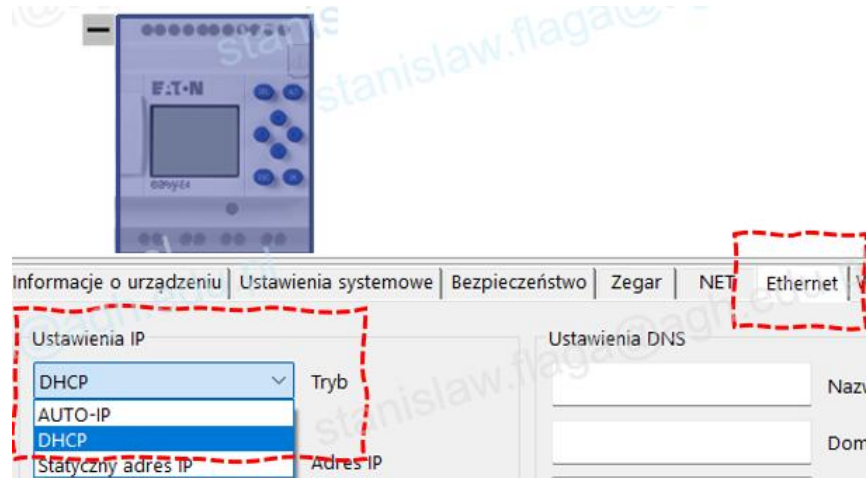 E·T·N
easyE4
Informacje o urządzeniu Ustawienia systemowe Bezpieczeństwo Zegar NET Ethernet
Ustawienia IP
Ustawienia DNS
DHCP
Tryb
AUTO-IP
DHCP
Statyczny adres IP
Adres IP
stanislaw.flaga@agh.edu.pl